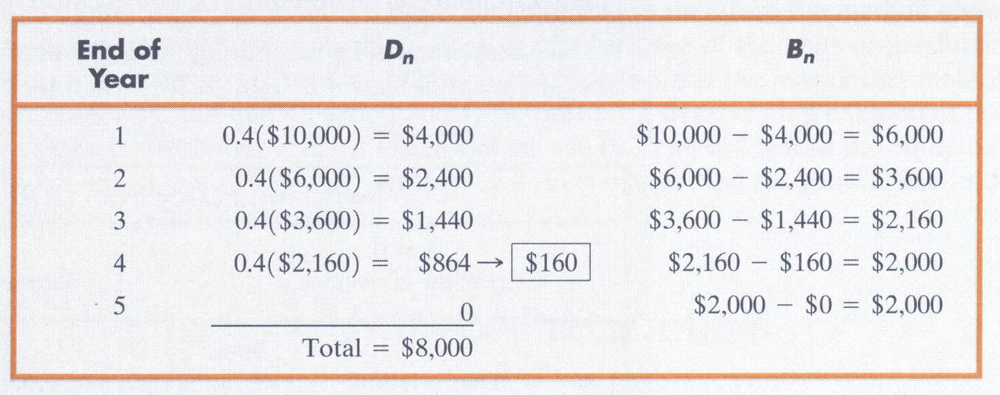 End of Year Dₙ Bₙ
1 0.4($10,000) = $4,000 $10,000 − $4,000 = $6,000
2 0.4($6,000) = $2,400 $6,000 − $2,400 = $3,600
3 0.4($3,600) = $1,440 $3,600 − $1,440 = $2,160
4 0.4($2,160) = $864 → $160 $2,160 − $160 = $2,000
5 0 $2,000 − $0 = $2,000
Total = $8,000